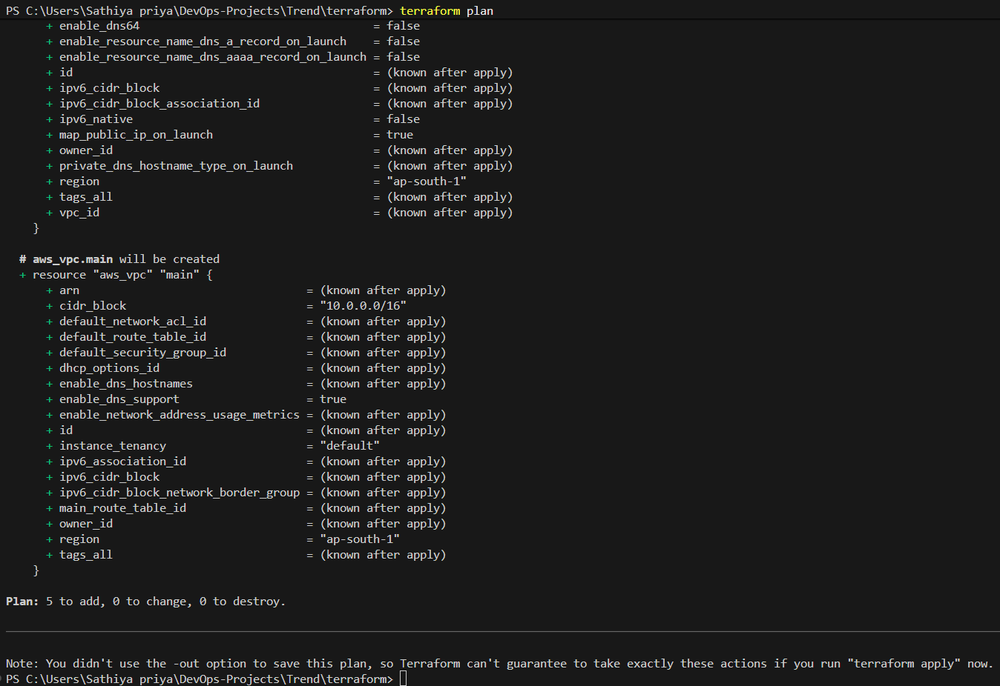 PS C:\Users\Sathiya priya\DevOps-Projects\Trend\terraform> terraform plan
+ enable_dns64 = false
+ enable_resource_name_dns_a_record_on_launch = false
+ enable_resource_name_dns_aaaa_record_on_launch = false
+ id = (known after apply)
+ ipv6_cidr_block = (known after apply)
+ ipv6_cidr_block_association_id = (known after apply)
+ ipv6_native = false
+ map_public_ip_on_launch = true
+ owner_id = (known after apply)
+ private_dns_hostname_type_on_launch = (known after apply)
+ region = "ap-south-1"
+ tags_all = (known after apply)
+ vpc_id = (known after apply)
}
# aws_vpc.main will be created
+ resource "aws_vpc" "main" {
+ arn = (known after apply)
+ cidr_block = "10.0.0.0/16"
+ default_network_acl_id = (known after apply)
+ default_route_table_id = (known after apply)
+ default_security_group_id = (known after apply)
+ dhcp_options_id = (known after apply)
+ enable_dns_hostnames = (known after apply)
+ enable_dns_support = true
+ enable_network_address_usage_metrics = (known after apply)
+ id = (known after apply)
+ instance_tenancy = "default"
+ ipv6_association_id = (known after apply)
+ ipv6_cidr_block = (known after apply)
+ ipv6_cidr_block_network_border_group = (known after apply)
+ main_route_table_id = (known after apply)
+ owner_id = (known after apply)
+ region = "ap-south-1"
+ tags_all = (known after apply)
}
Plan: 5 to add, 0 to change, 0 to destroy.
Note: You didn't use the -out option to save this plan, so Terraform can't guarantee to take exactly these actions if you run "terraform apply" now.
PS C:\Users\Sathiya priya\DevOps-Projects\Trend\terraform>